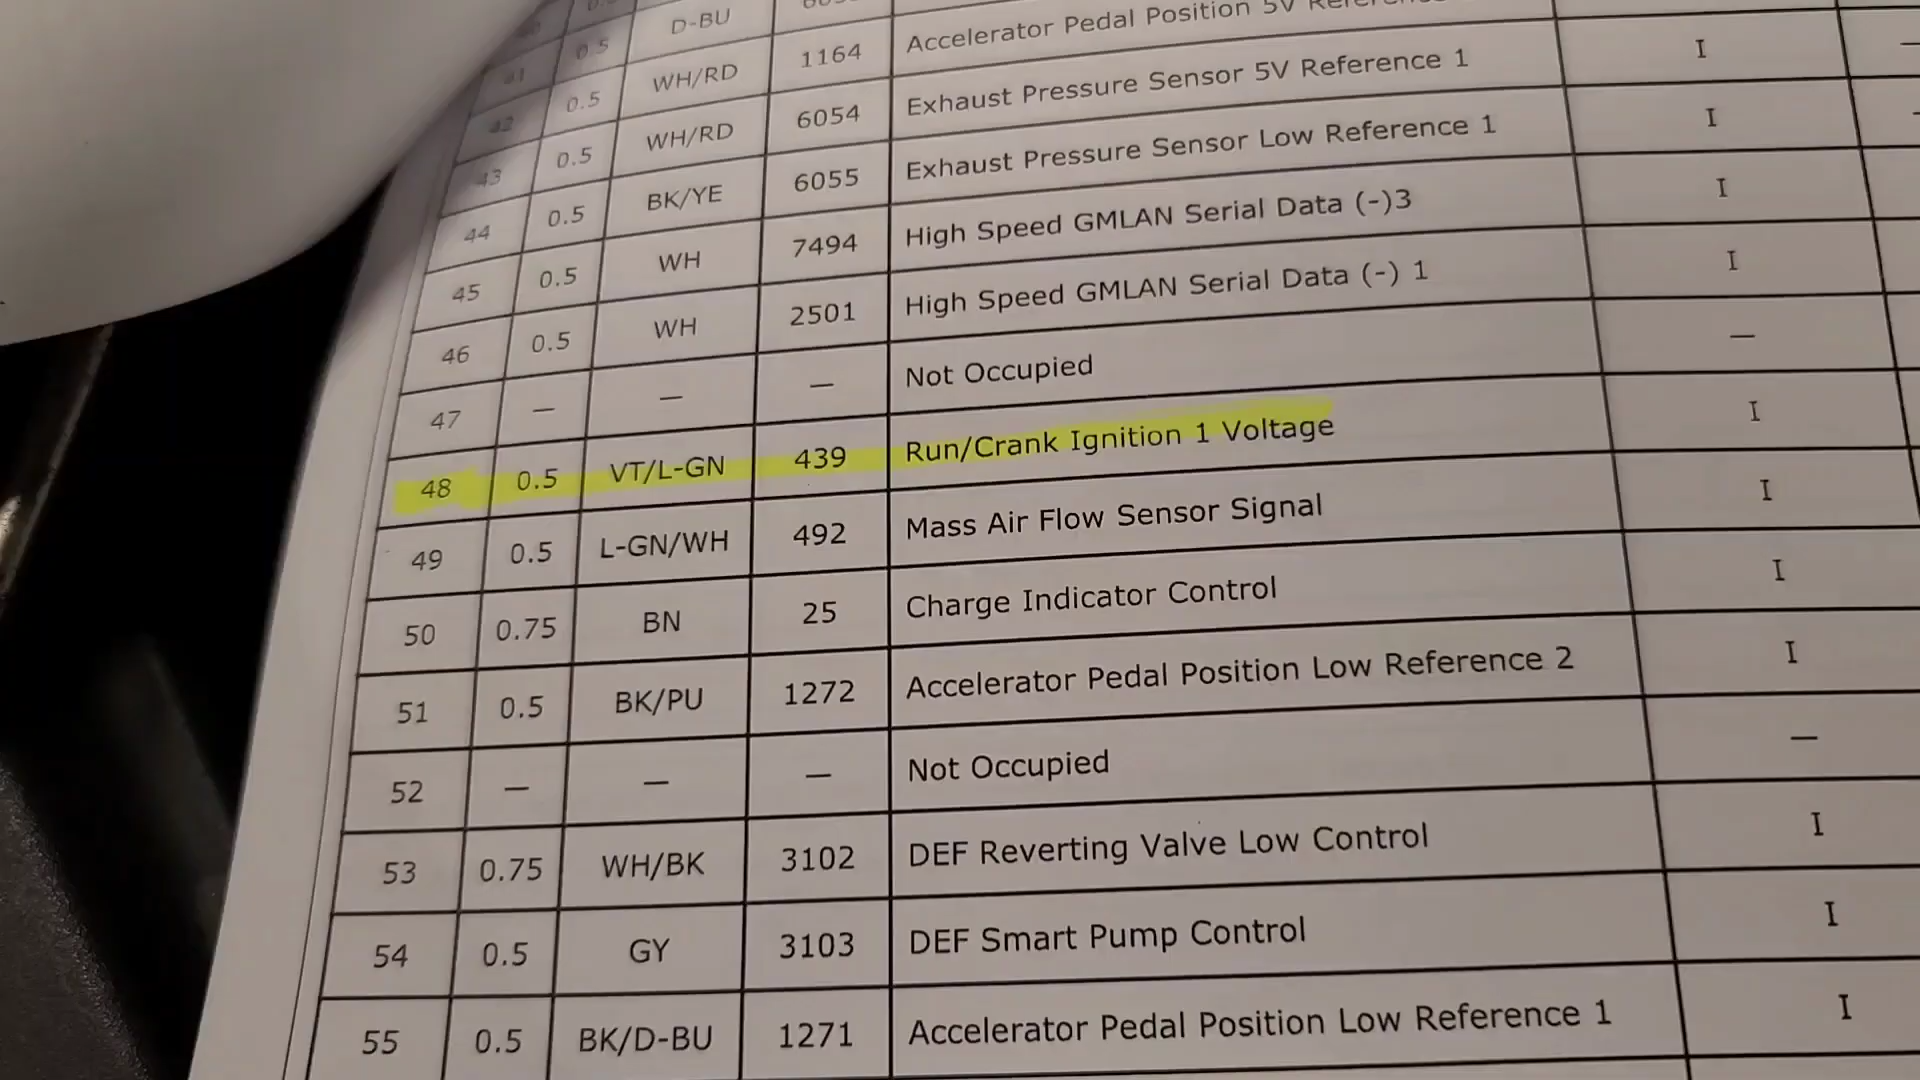 41 0.5 D-BU
42 0.5 WH/RD 1164 Accelerator Pedal Position 5V
43 0.5 WH/RD 6054 Exhaust Pressure Sensor 5V Reference 1 I
44 0.5 BK/YE 6055 Exhaust Pressure Sensor Low Reference 1 I
45 0.5 WH 7494 High Speed GMLAN Serial Data (-)3 I
46 0.5 WH 2501 High Speed GMLAN Serial Data (-) 1 I
47 — — — Not Occupied —
48 0.5 VT/L-GN 439 Run/Crank Ignition 1 Voltage I
49 0.5 L-GN/WH 492 Mass Air Flow Sensor Signal I
50 0.75 BN 25 Charge Indicator Control I
51 0.5 BK/PU 1272 Accelerator Pedal Position Low Reference 2 I
52 — — — Not Occupied —
53 0.75 WH/BK 3102 DEF Reverting Valve Low Control I
54 0.5 GY 3103 DEF Smart Pump Control I
55 0.5 BK/D-BU 1271 Accelerator Pedal Position Low Reference 1 I